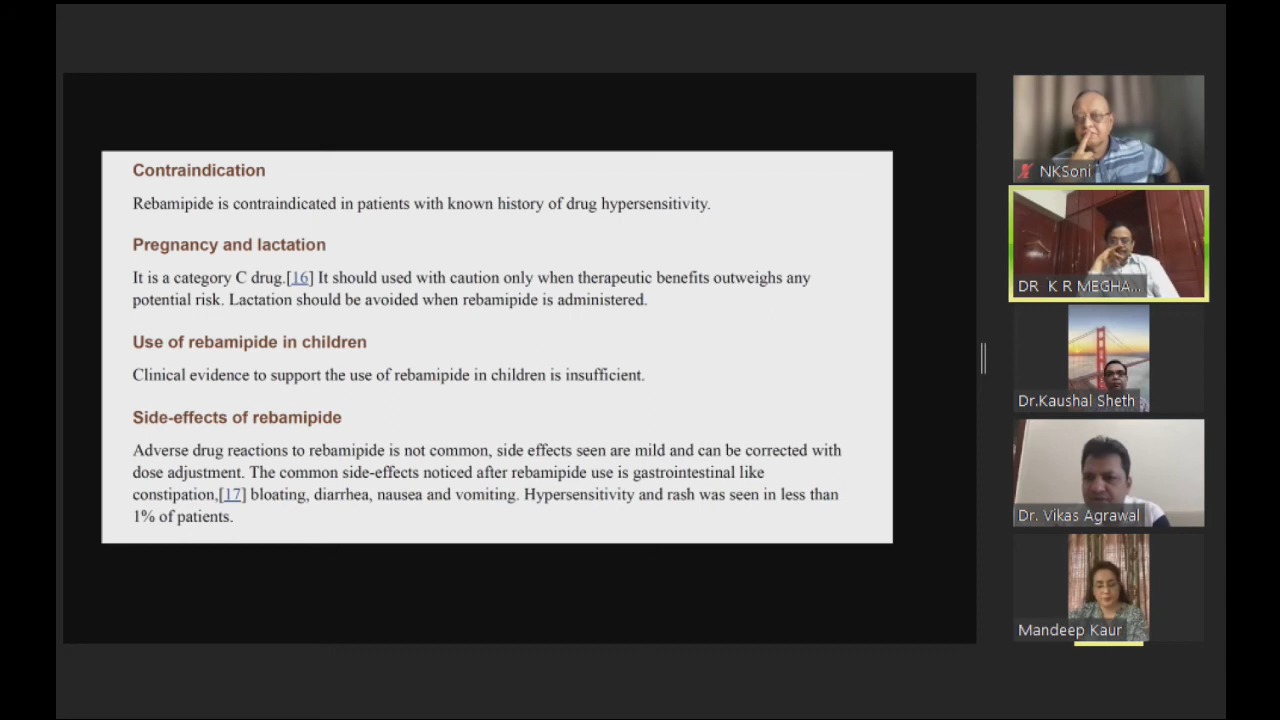 Contraindication
Rebamipide is contraindicated in patients with known history of drug hypersensitivity.
Pregnancy and lactation
It is a category C drug.[16] It should used with caution only when therapeutic benefits outweighs any
potential risk. Lactation should be avoided when rebamipide is administered.
Use of rebamipide in children
Clinical evidence to support the use of rebamipide in children is insufficient.
Side-effects of rebamipide
Adverse drug reactions to rebamipide is not common, side effects seen are mild and can be corrected with
dose adjustment. The common side-effects noticed after rebamipide use is gastrointestinal like
constipation,[17] bloating, diarrhea, nausea and vomiting. Hypersensitivity and rash was seen in less than
1% of patients.
NKSoni
DR K R MEGHA...
Dr.Kaushal Sheth
Dr. Vikas Agrawal
Mandeep Kaur